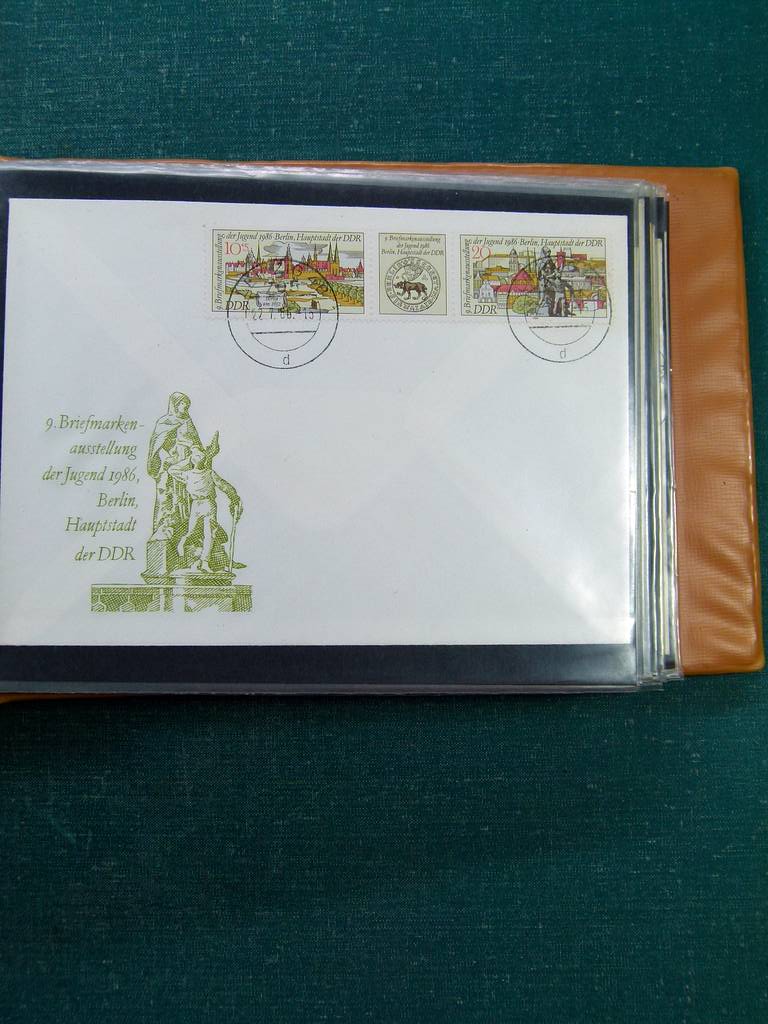 9. Briefmarkenausstellung
der Jugend 1986 · Berlin, Hauptstadt der DDR
10+5
DDR
9. Briefmarkenausstellung
der Jugend 1986
Berlin, Hauptstadt der DDR
9. Briefmarkenausstellung
der Jugend 1986 · Berlin, Hauptstadt der DDR
20
DDR
d
d
9. Briefmarken-
ausstellung
der Jugend 1986,
Berlin,
Hauptstadt
der DDR